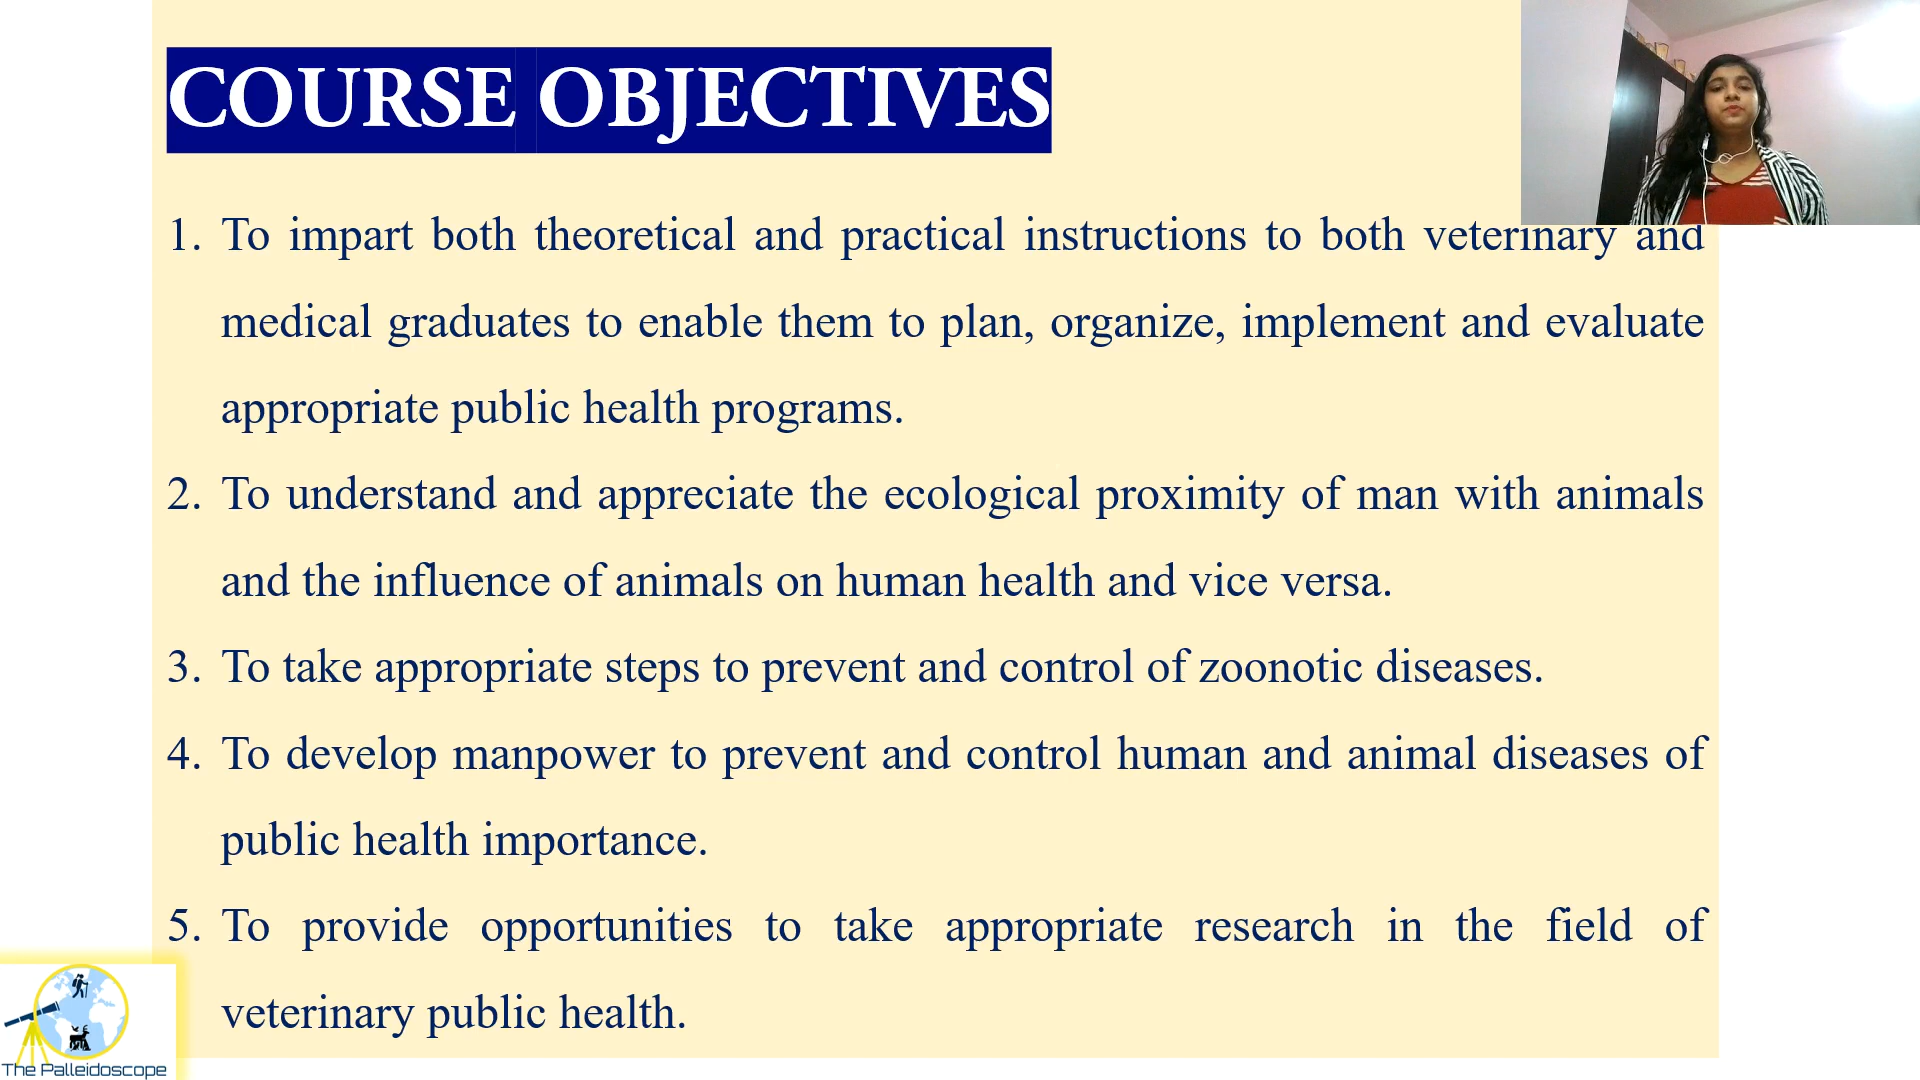 COURSE OBJECTIVES
1. To impart both theoretical and practical instructions to both veterinary and
medical graduates to enable them to plan, organize, implement and evaluate
appropriate public health programs.
2. To understand and appreciate the ecological proximity of man with animals
and the influence of animals on human health and vice versa.
3. To take appropriate steps to prevent and control of zoonotic diseases.
4. To develop manpower to prevent and control human and animal diseases of
public health importance.
5. To provide opportunities to take appropriate research in the field of
veterinary public health.
The Palleidoscope